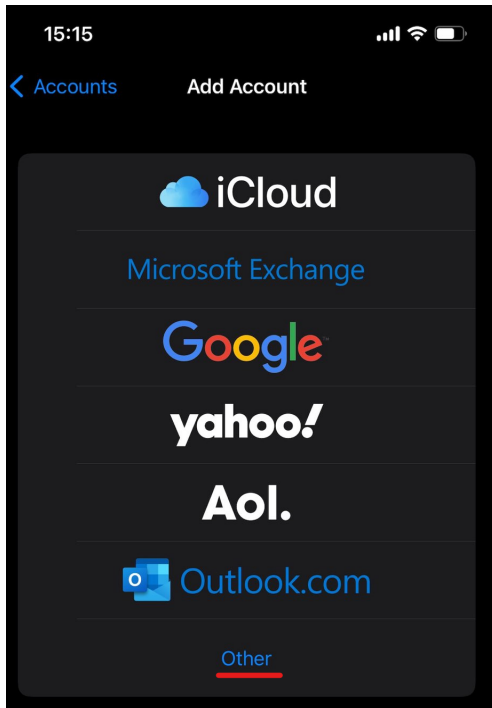 15:15
Accounts Add Account
iCloud
Microsoft Exchange
Google
yahoo!
Aol.
Outlook.com
Other